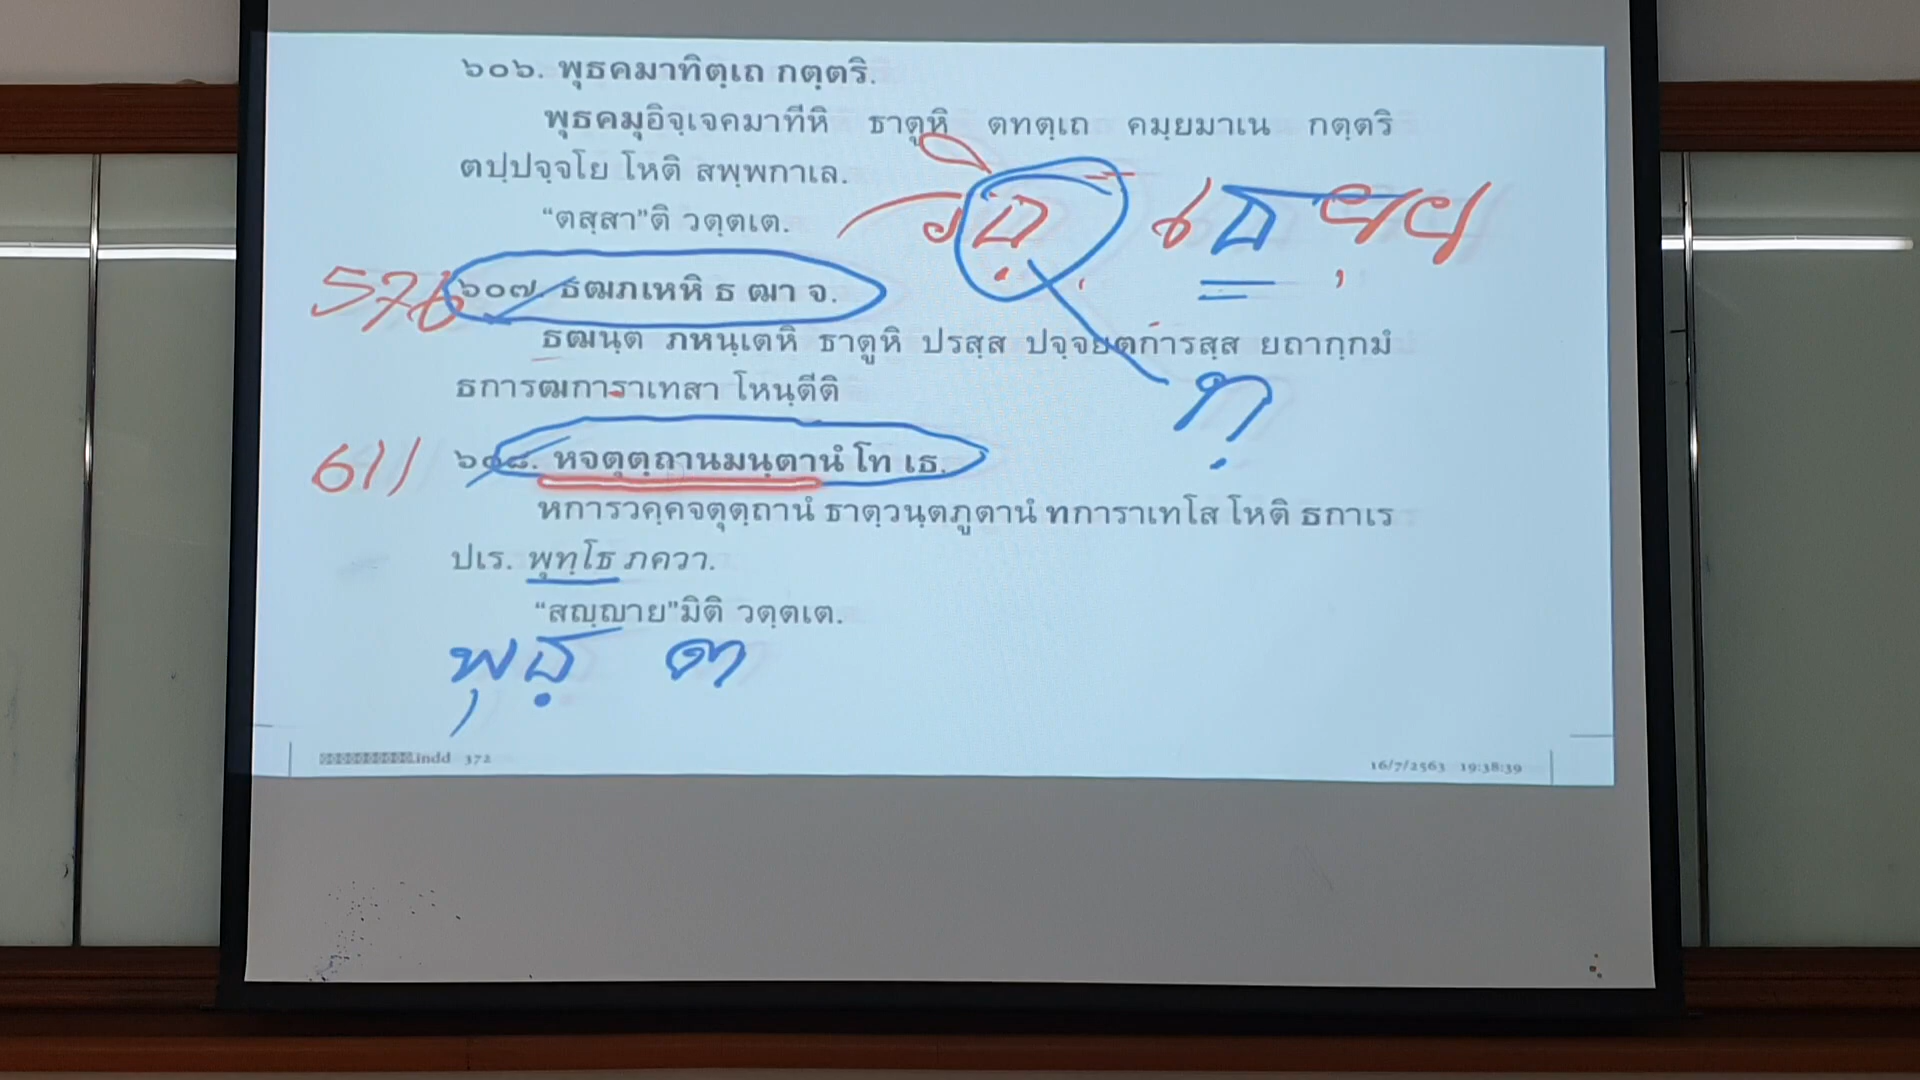 ๖๐๖. พุธคมาทิตฺเถ กตฺตริ.
พุธคมุอิจฺเจคมาทีหิ ธาตูหิ ตทตฺเถ คมฺยมาเน กตฺตริ
ตปฺปจฺจโย โหติ สพฺพกาเล.
“ตสฺสา”ติ วตฺตเต.
576 ๖๐๗. ธฒภเหหิ ธ ฒา จ.
ธฒนฺต ภหนฺเตหิ ธาตูหิ ปรสฺส ปจฺจยตการสฺส ยถากฺกมํ
ธการฒการาเทสา โหนฺตีติ
611 ๖๑๘. หจตุตฺถานมนฺตานํ โท เธ.
หการวคฺคจตุตฺถานํ ธาตฺวนฺตภูตานํ ทการาเทโส โหติ ธกาเร
ปเร. พุทฺโธ ภควา.
“สญฺญาย”มิติ วตฺตเต.
พุธฺ ต
.indd 372
16/7/2563 19:38:39